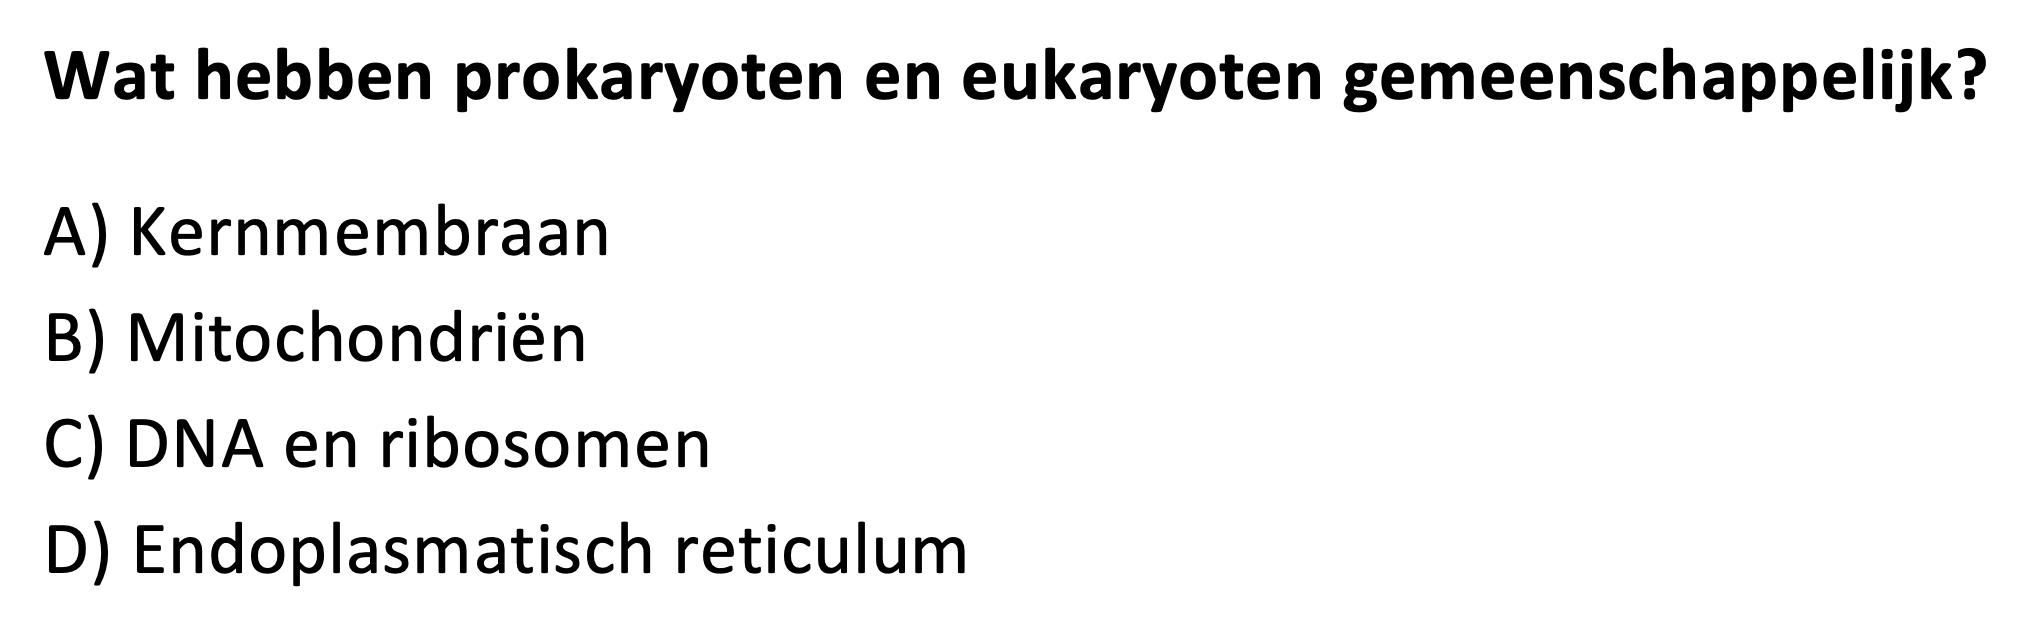 Wat hebben prokaryoten en eukaryoten gemeenschappelijk?
A) Kernmembraan
B) Mitochondriën
C) DNA en ribosomen
D) Endoplasmatisch reticulum